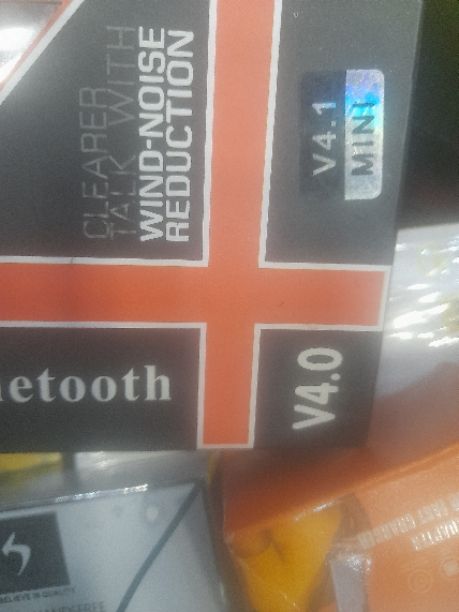 CLEARER
TALK WITH
WIND-NOISE
REDUCTION
V4.1
MINI
etooth
V4.0